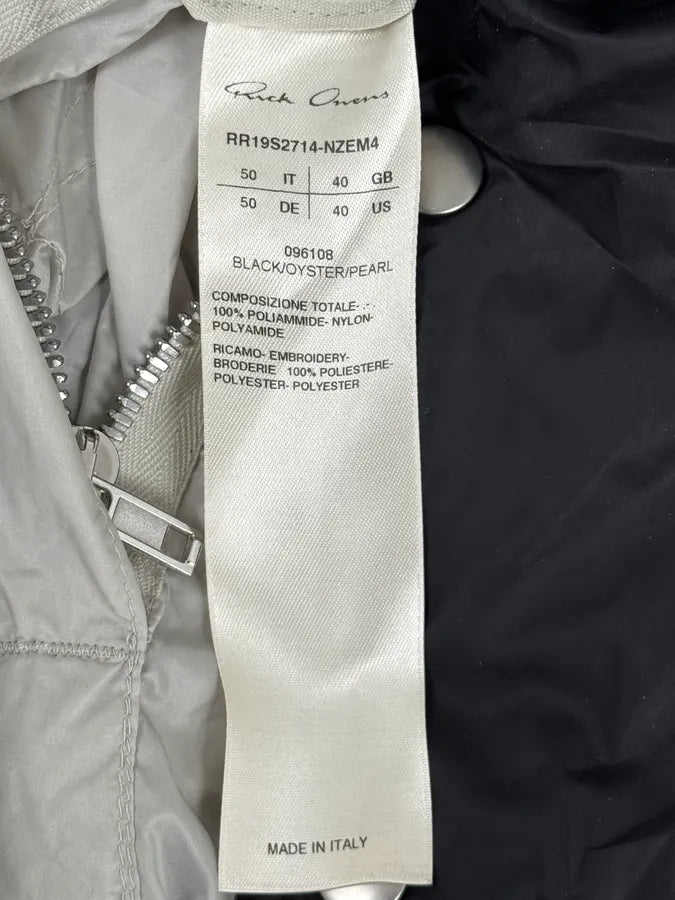 Rick Owens
RR19S2714-NZEM4
50 IT 40 GB
50 DE 40 US
096108
BLACK/OYSTER/PEARL
COMPOSIZIONE TOTALE- .- .
100% POLIAMMIDE- NYLON-
POLYAMIDE
RICAMO- EMBROIDERY-
BRODERIE 100% POLIESTERE-
POLYESTER- POLYESTER
MADE IN ITALY